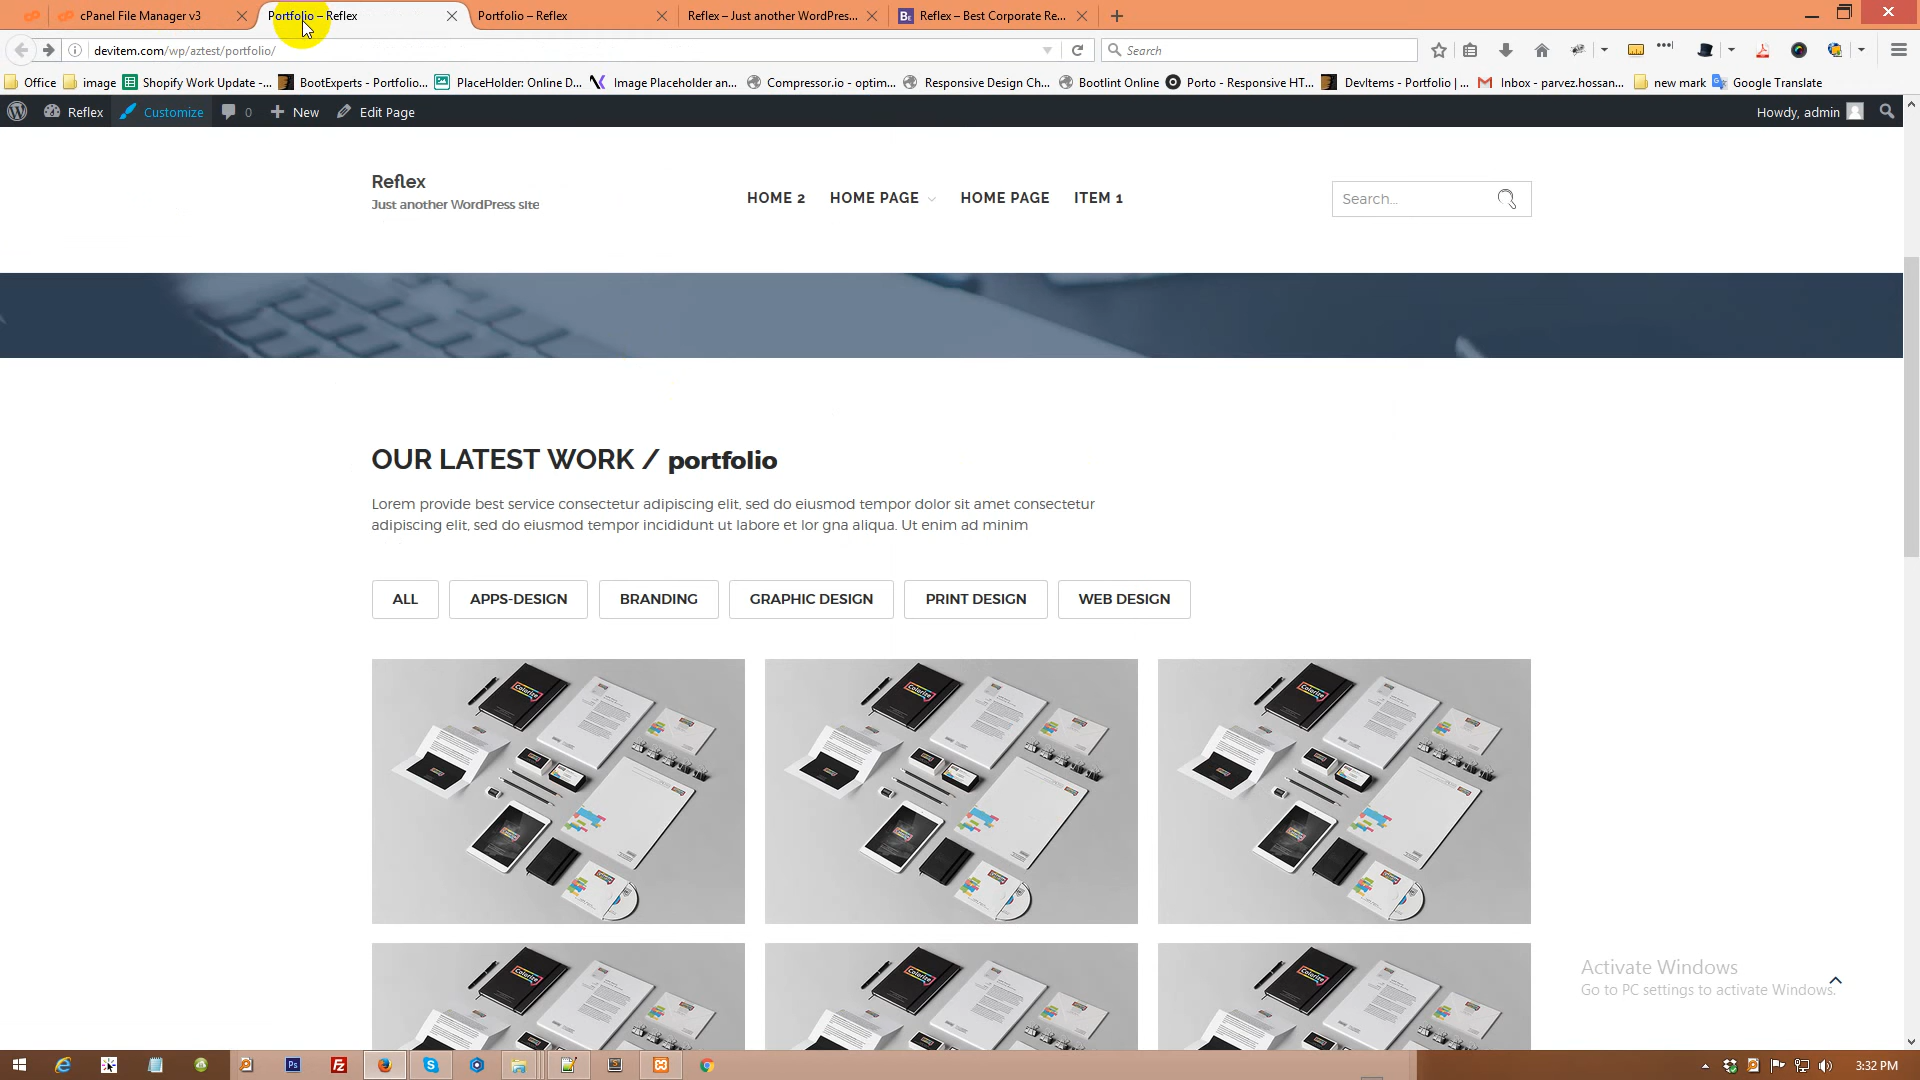 cPanel File Manager v3
Portfolio – Reflex
Portfolio – Reflex
Reflex – Just another WordPres...
Reflex – Best Corporate Re...
devitem.com/wp/aztest/portfolio/
Search
Office
image
Shopify Work Update -...
BootExperts - Portfolio...
PlaceHolder: Online D...
Image Placeholder an...
Compressor.io - optim...
Responsive Design Ch...
Bootlint Online
Porto - Responsive HT...
DevItems - Portfolio | ...
Inbox - parvez.hossan...
new mark
Google Translate
Reflex
Customize
0
New
Edit Page
Howdy, admin
Reflex
Just another WordPress site
HOME 2
HOME PAGE
HOME PAGE
ITEM 1
Search...
OUR LATEST WORK / portfolio
Lorem provide best service consectetur adipiscing elit, sed do eiusmod tempor dolor sit amet consectetur
adipiscing elit, sed do eiusmod tempor incididunt ut labore et lor gna aliqua. Ut enim ad minim
ALL
APPS-DESIGN
BRANDING
GRAPHIC DESIGN
PRINT DESIGN
WEB DESIGN
Colorize
Colorize
Colorize
Colorize
Colorize
Colorize
Activate Windows
Go to PC settings to activate Windows.
3:32 PM